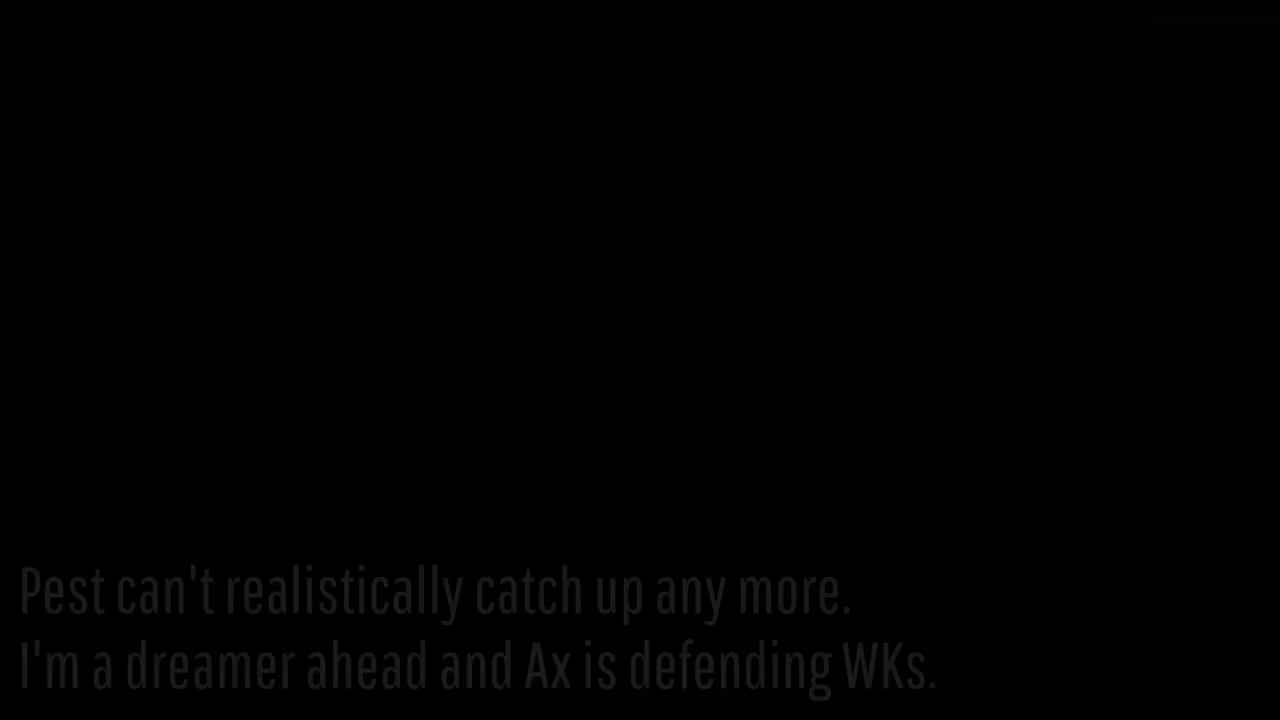 Pest can't realistically catch up any more.
I'm a dreamer ahead and Ax is defending WKs.